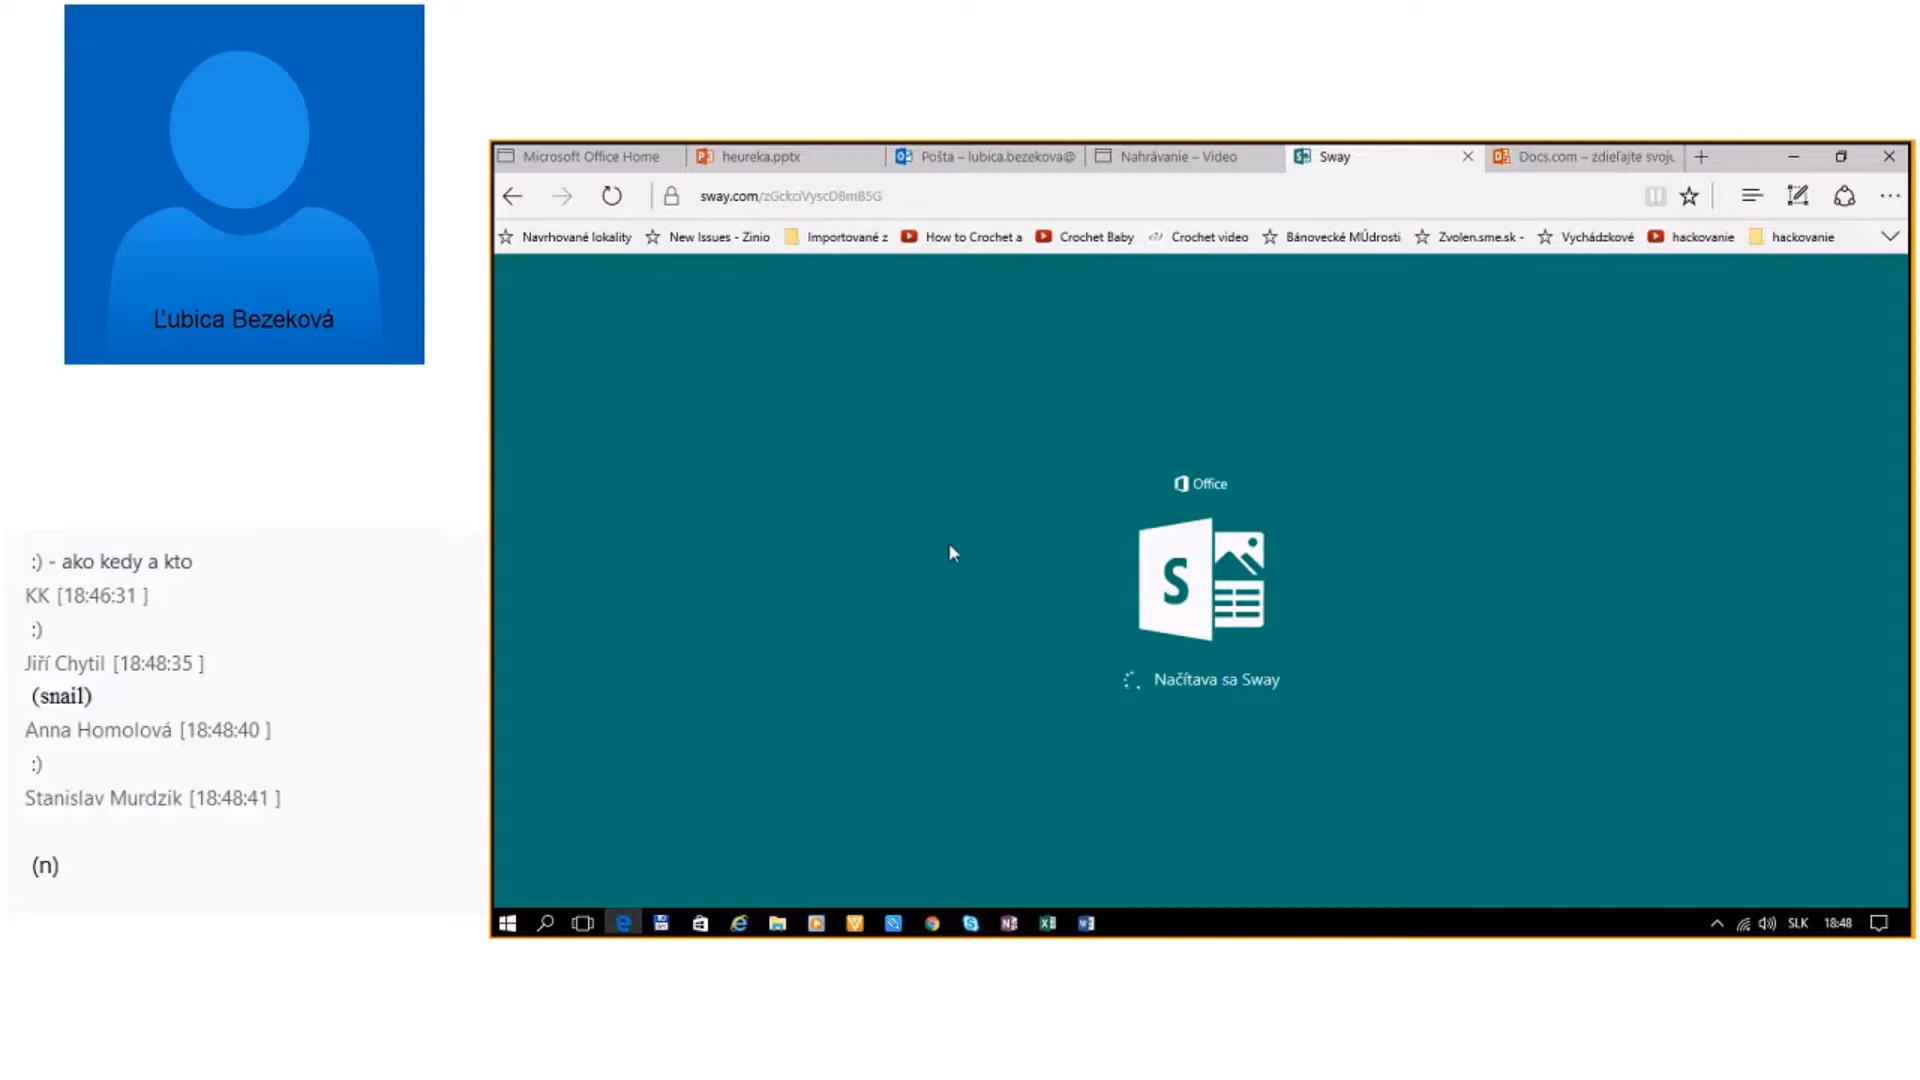 Ľubica Bezeková
:) - ako kedy a kto
KK [18:46:31 ]
:)
Jiří Chytil [18:48:35 ]
(snail)
Anna Homolová [18:48:40 ]
:)
Stanislav Murdzik [18:48:41 ]
(n)
Microsoft Office Home
heureka.pptx
Pošta – lubica.bezekova@
Nahrávanie – Video
Sway
Docs.com – zdieľajte svoju
sway.com/zGckciVyscD8mB5G
Navrhované lokality
New Issues - Zinio
Importované z
How to Crochet a
Crochet Baby
Crochet video
Bánovecké MÚdrosti
Zvolen.sme.sk -
Vychádzkové
hackovanie
hackovanie
Office
S
Načítava sa Sway
SLK
18:48